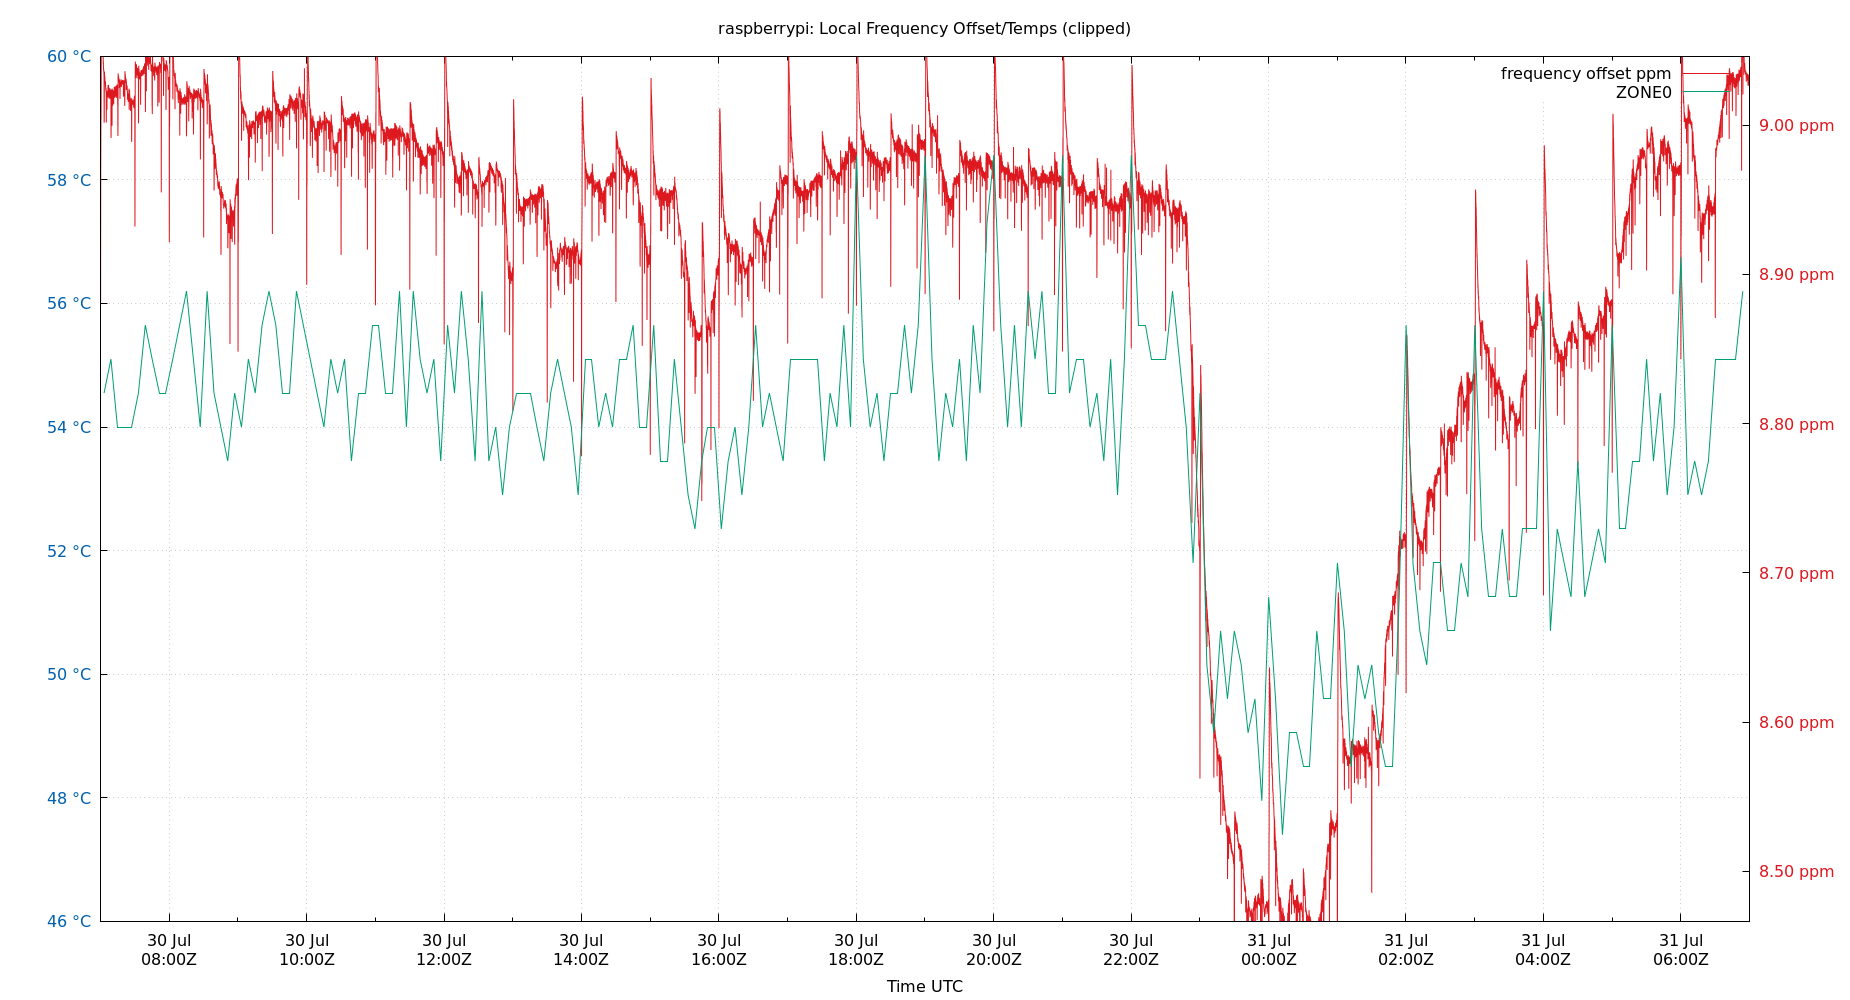 raspberrypi: Local Frequency Offset/Temps (clipped)
60 °C
58 °C
56 °C
54 °C
52 °C
50 °C
48 °C
46 °C
frequency offset ppm
ZONE0
9.00 ppm
8.90 ppm
8.80 ppm
8.70 ppm
8.60 ppm
8.50 ppm
30 Jul
08:00Z
30 Jul
10:00Z
30 Jul
12:00Z
30 Jul
14:00Z
30 Jul
16:00Z
30 Jul
18:00Z
30 Jul
20:00Z
30 Jul
22:00Z
31 Jul
00:00Z
31 Jul
02:00Z
31 Jul
04:00Z
31 Jul
06:00Z
Time UTC